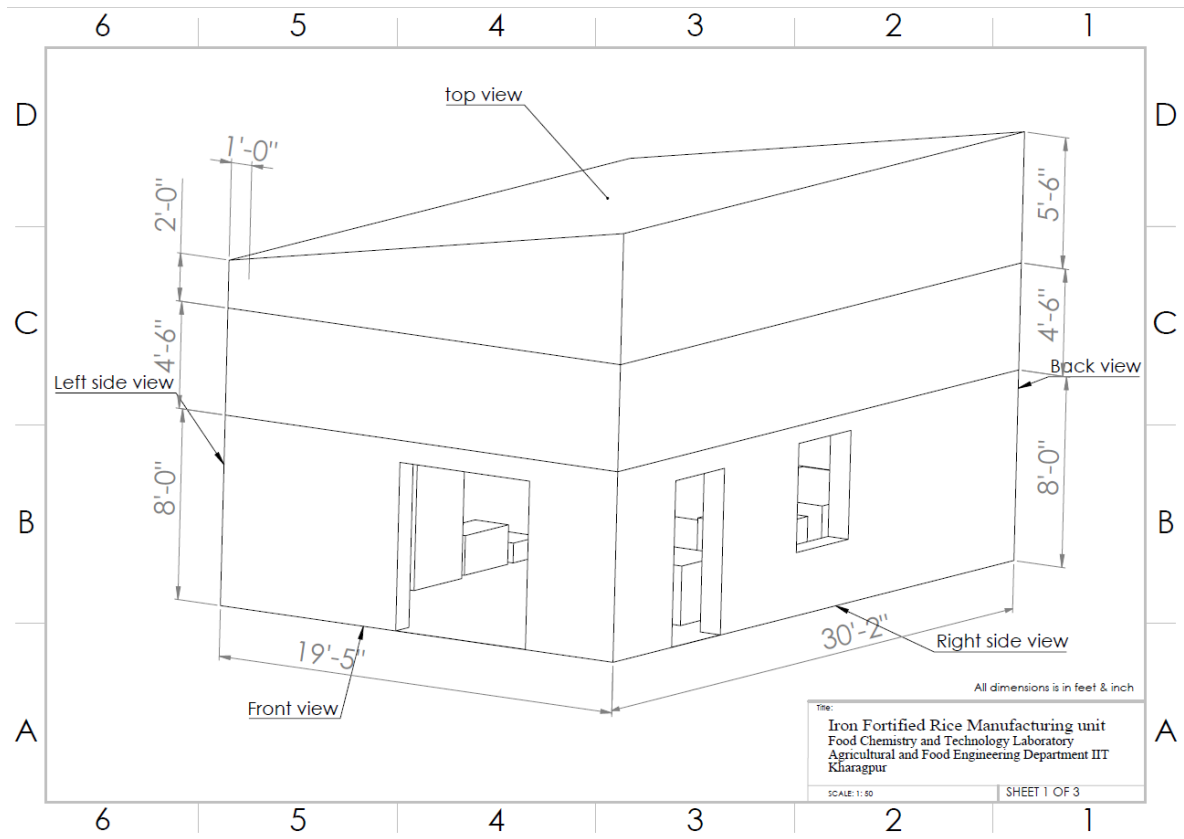 6 5 4 3 2 1
D D
top view
1'-0"
2'-0"
5'-6"
C C
4'-6"
4'-6"
Left side view
Back view
8'-0"
8'-0"
B B
19'-5"
30'-2"
Right side view
Front view
All dimensions is in feet & inch
A A
Title:
Iron Fortified Rice Manufacturing unit
Food Chemistry and Technology Laboratory
Agricultural and Food Engineering Department IIT
Kharagpur
SCALE: 1: 50
SHEET 1 OF 3
6 5 4 3 2 1